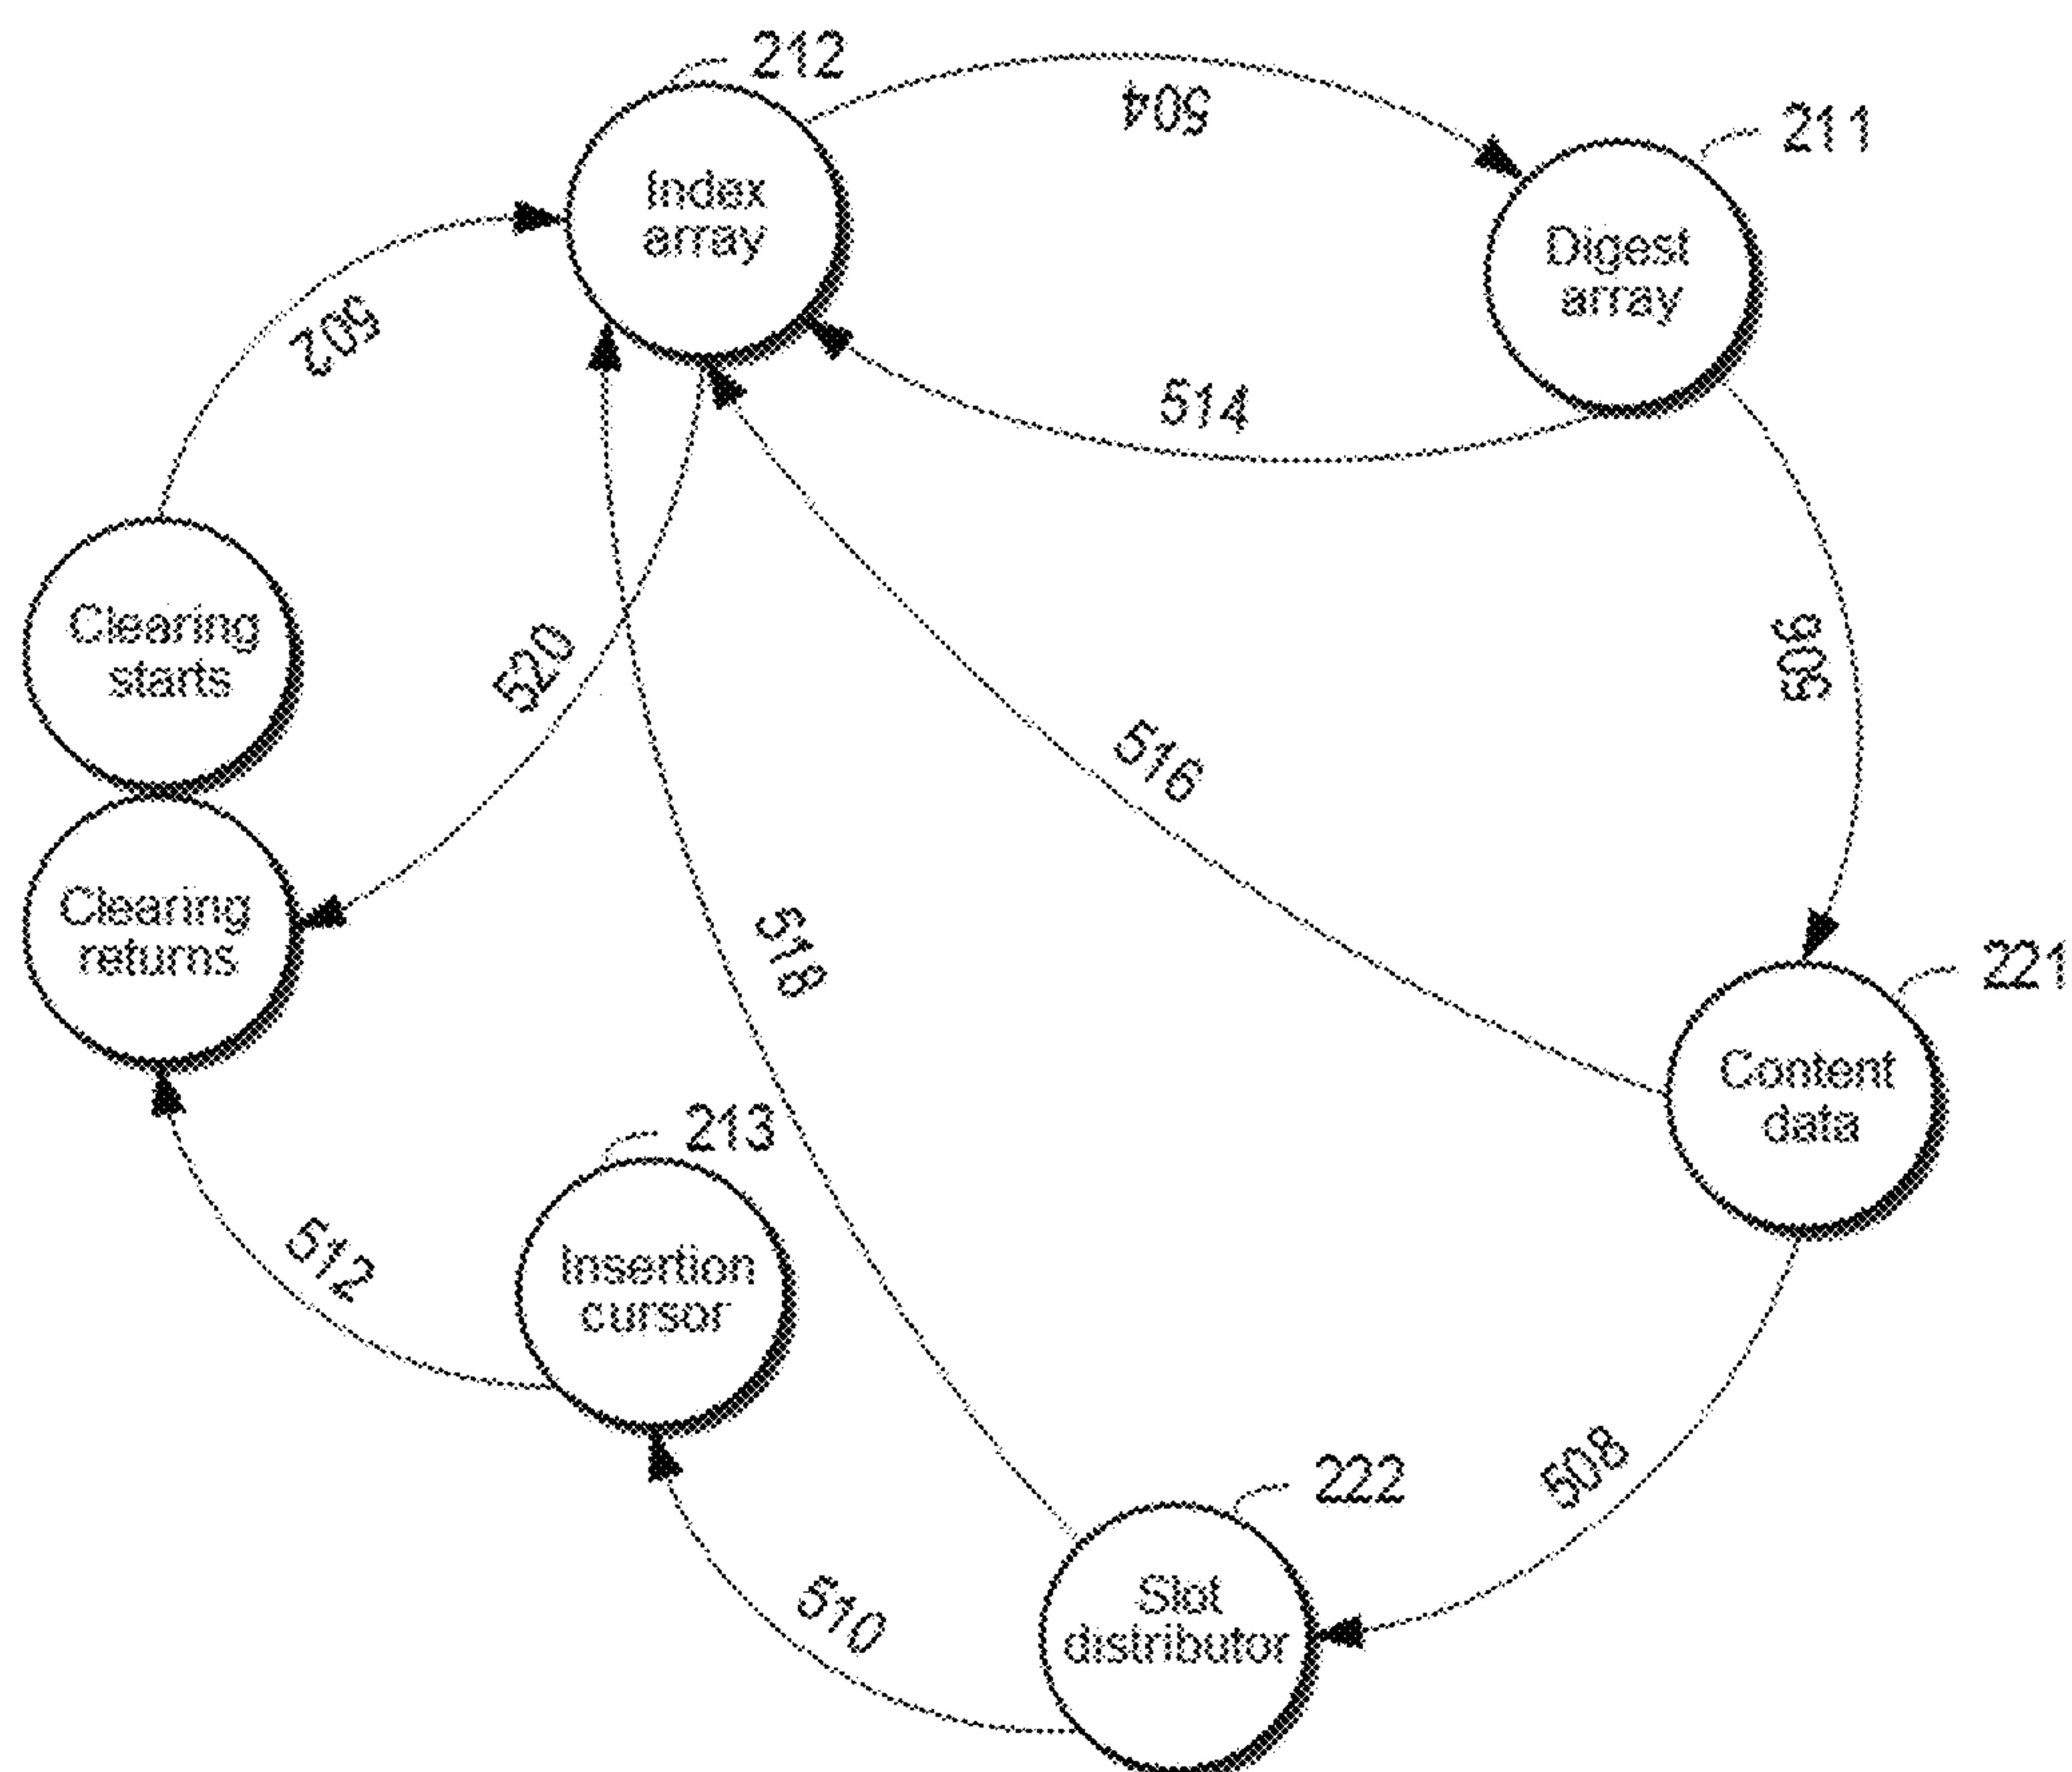 212
504
211
Index
array
Digest
array
502
514
Clearing
starts
520
506
516
Clearing
returns
518
221
Content
data
213
512
Insertion
cursor
508
222
510
Slot
distributor